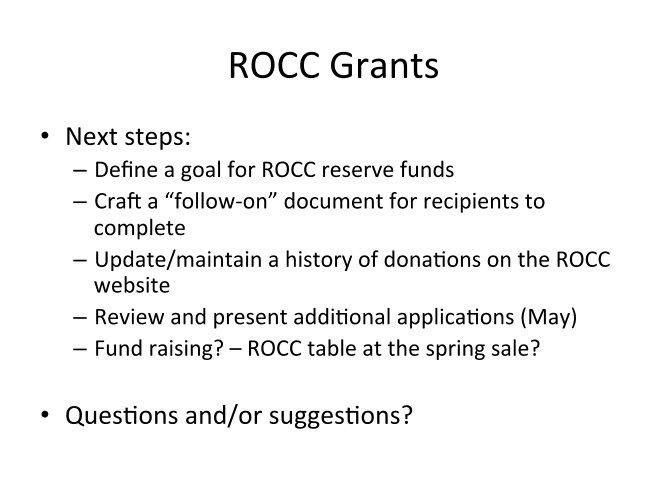 ROCC Grants
• Next steps:
– Define a goal for ROCC reserve funds
– Craft a “follow-on” document for recipients to
complete
– Update/maintain a history of donations on the ROCC
website
– Review and present additional applications (May)
– Fund raising? – ROCC table at the spring sale?
• Questions and/or suggestions?